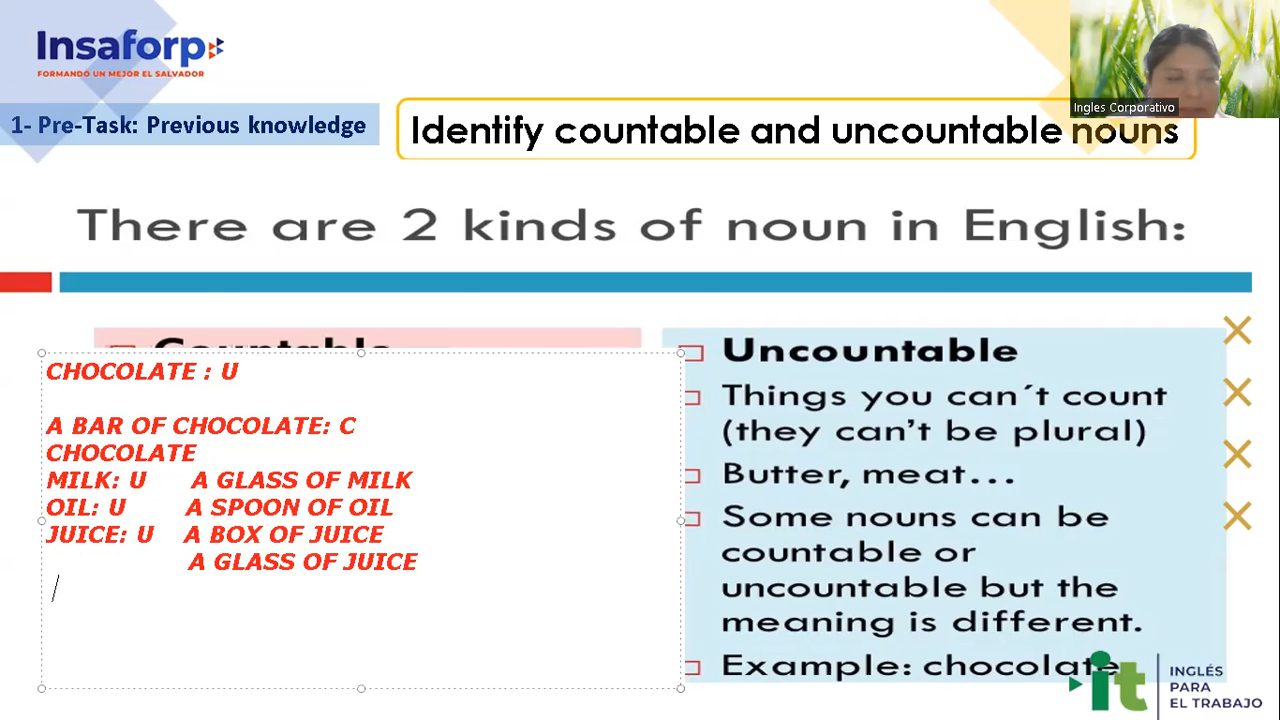 Insaforp
FORMANDO UN MEJOR EL SALVADOR
Ingles Corporativo
1- Pre-Task: Previous knowledge
Identify countable and uncountable nouns
There are 2 kinds of noun in English:
Countable
CHOCOLATE : U
A BAR OF CHOCOLATE: C
CHOCOLATE
MILK: U A GLASS OF MILK
OIL: U A SPOON OF OIL
JUICE: U A BOX OF JUICE
A GLASS OF JUICE
Uncountable
Things you can´t count
(they can't be plural)
Butter, meat...
Some nouns can be
countable or
uncountable but the
meaning is different.
Example: chocolate
it
INGLÉS
PARA
EL TRABAJO